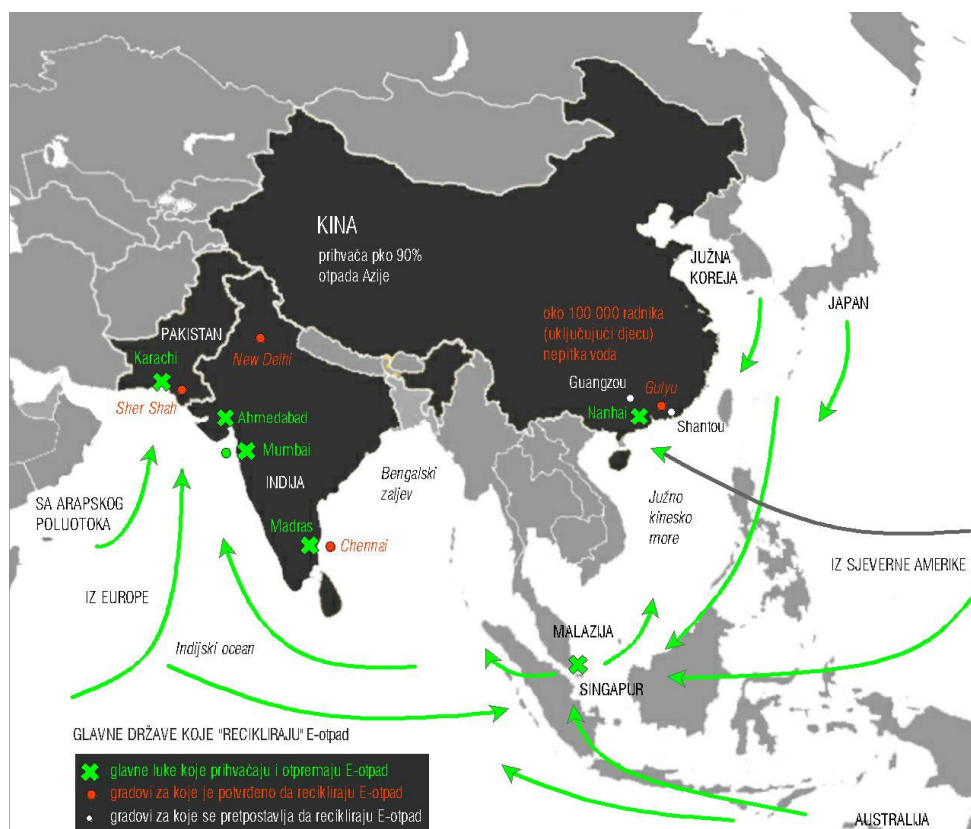 KINA
prihvaća pko 90%
otpada Azije
JUŽNA
KOREJA
JAPAN
oko 100 000 radnika
(uključujući djecu)
nepitka voda
PAKISTAN
Karachi
New Delhi
Sher Shah
Guangzou
Guiyu
Nanhai
Shantou
Ahmedabad
Mumbai
INDIJA
Bengalski
zaljev
Južno
kinesko
more
SA ARAPSKOG
POLUOTOKA
Madras
Chennai
IZ EUROPE
IZ SJEVERNE AMERIKE
Indijski ocean
MALAZIJA
SINGAPUR
GLAVNE DRŽAVE KOJE "RECIKLIRAJU" E-otpad
glavne luke koje prihvaćaju i otpremaju E-otpad
gradovi za koje je potvrđeno da recikliraju E-otpad
gradovi za koje se pretpostavlja da recikliraju E-otpad
AUSTRALIJA